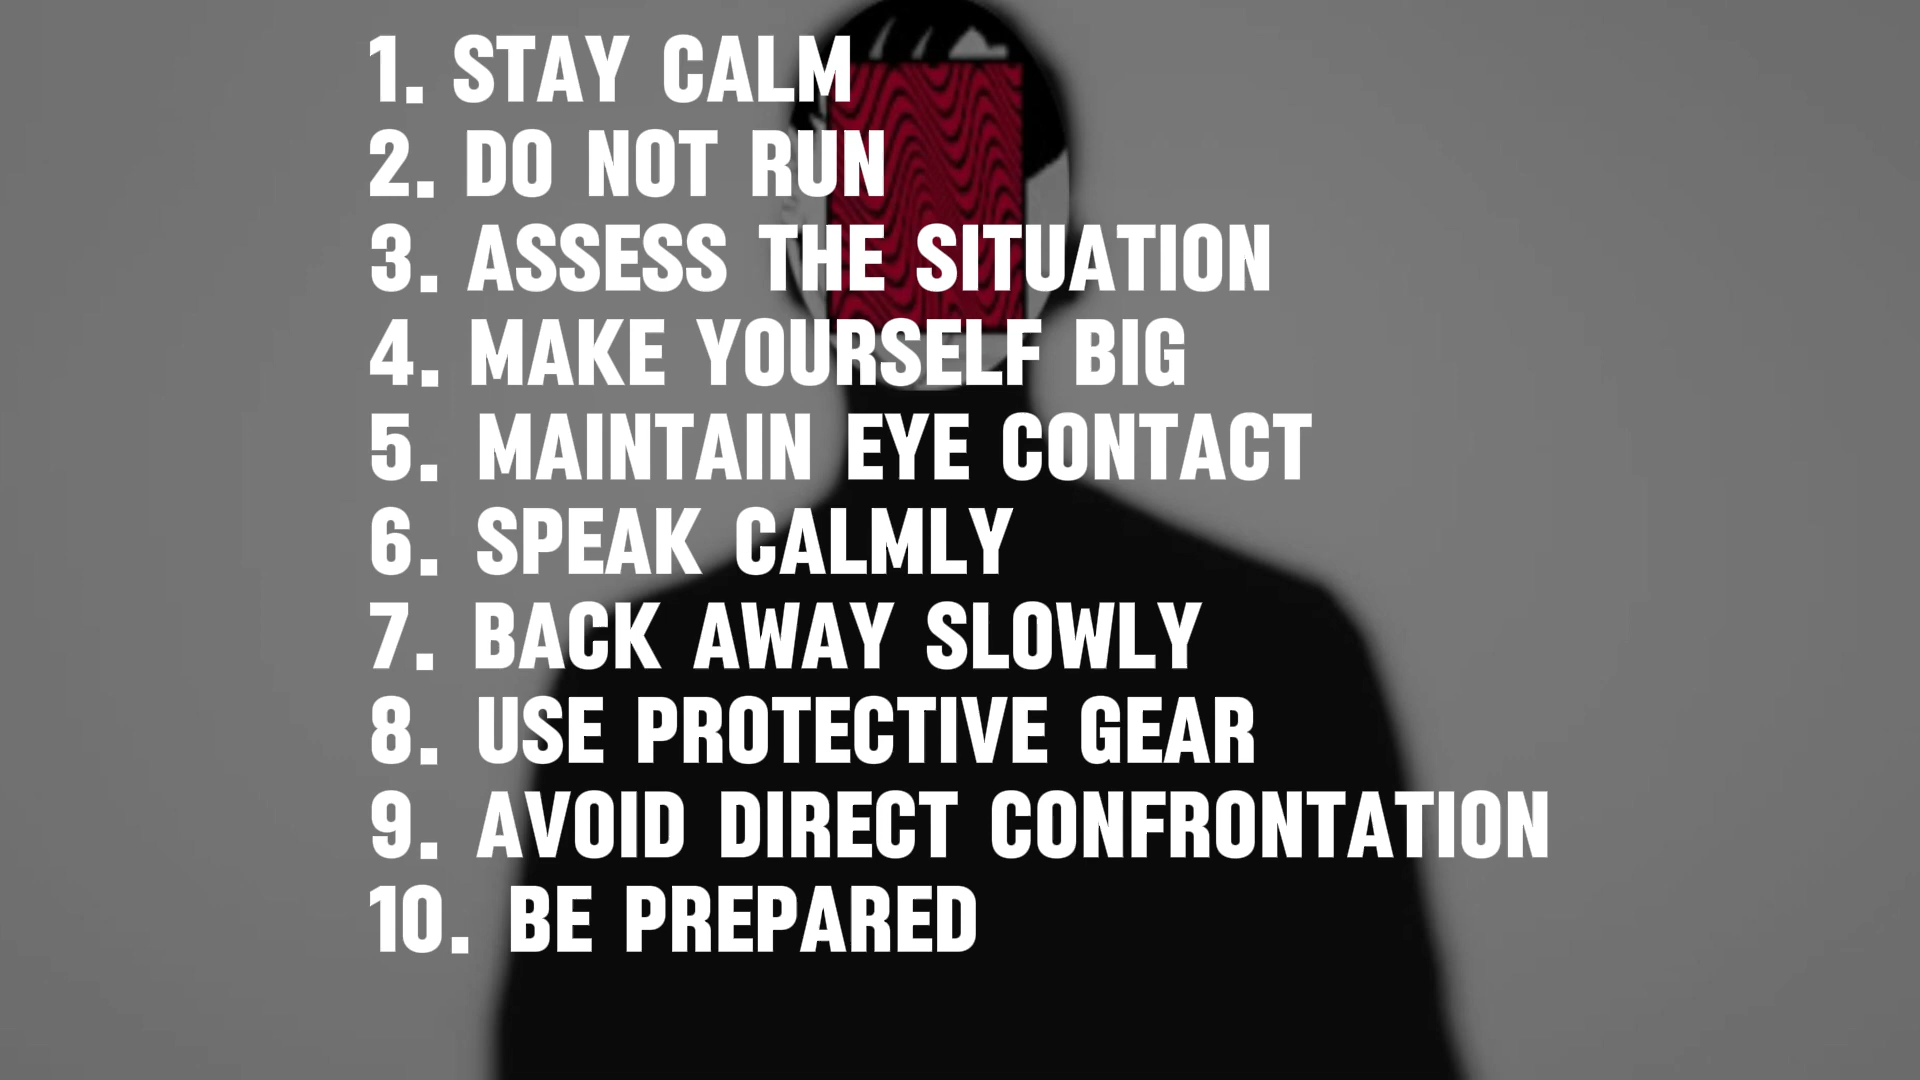 1. STAY CALM
2. DO NOT RUN
3. ASSESS THE SITUATION
4. MAKE YOURSELF BIG
5. MAINTAIN EYE CONTACT
6. SPEAK CALMLY
7. BACK AWAY SLOWLY
8. USE PROTECTIVE GEAR
9. AVOID DIRECT CONFRONTATION
10. BE PREPARED